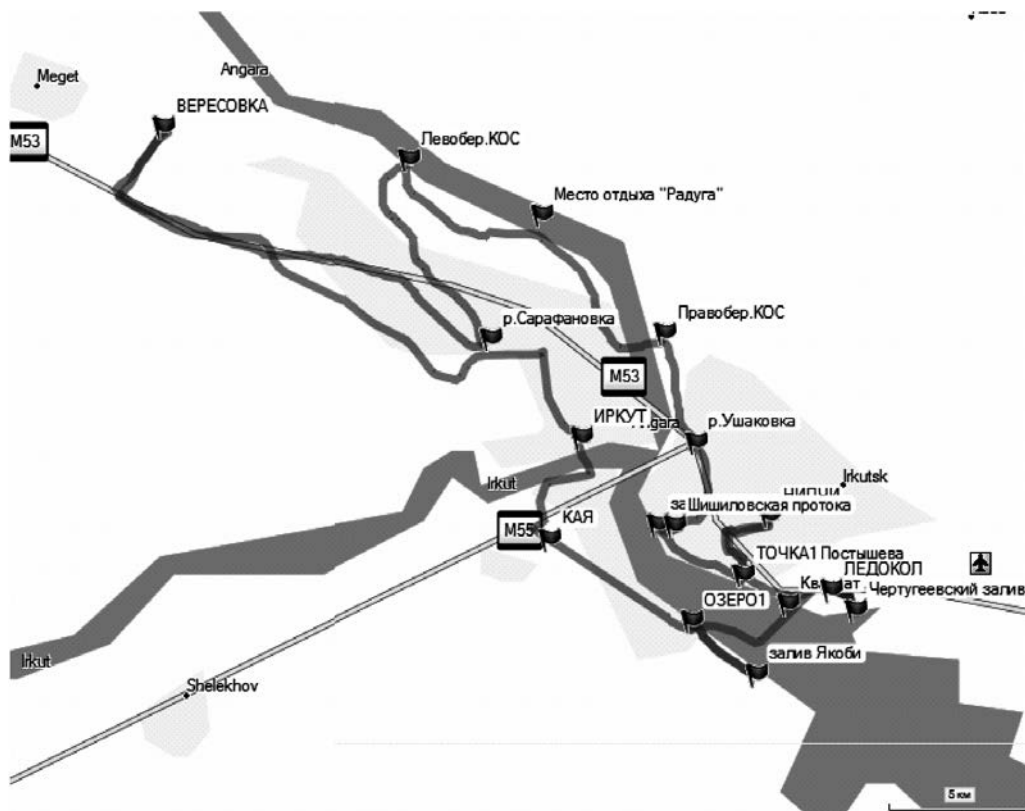 Meget
Angara
ВЕРЕСОВКА
M53
Левобер.КОС
Место отдыха "Радуга"
р.Сарафановка
Правобер.КОС
M53
ИРКУТ
р.Ушаковка
Irkut
Irkutsk
Шишиловская протока
M55
КАЯ
ТОЧКА1 Постышева
ЛЕДОКОЛ
ОЗЕРО1
Чертугеевский залив
залив Якоби
Irkut
Shelekhov
5 км